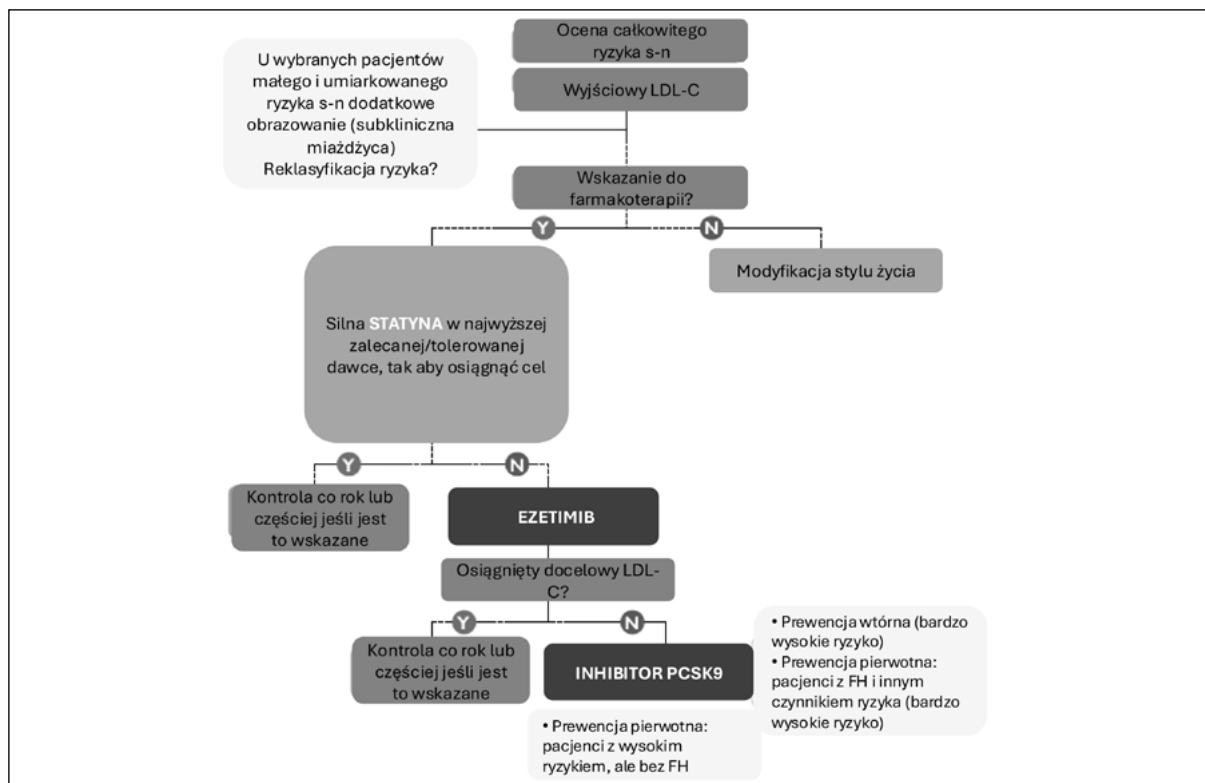 Ocena całkowitego
ryzyka s-n
U wybranych pacjentów
małego i umiarkowanego
ryzyka s-n dodatkowe
obrazowanie (subkliniczna
miażdżyca)
Reklasyfikacja ryzyka?
Wyjściowy LDL-C
Wskazanie do
farmakoterapii?
Y
N
Modyfikacja stylu życia
Silna STATYNA w najwyższej
zalecanej/tolerowanej
dawce, tak aby osiągnąć cel
Y
N
Kontrola co rok lub
częściej jeśli jest
to wskazane
EZETIMIB
Osiągnięty docelowy LDL-
C?
Y
N
Kontrola co rok lub
częściej jeśli jest
to wskazane
INHIBITOR PCSK9
• Prewencja wtórna (bardzo
wysokie ryzyko)
• Prewencja pierwotna:
pacjenci z FH i innym
czynnikiem ryzyka (bardzo
wysokie ryzyko)
• Prewencja pierwotna:
pacjenci z wysokim
ryzykiem, ale bez FH